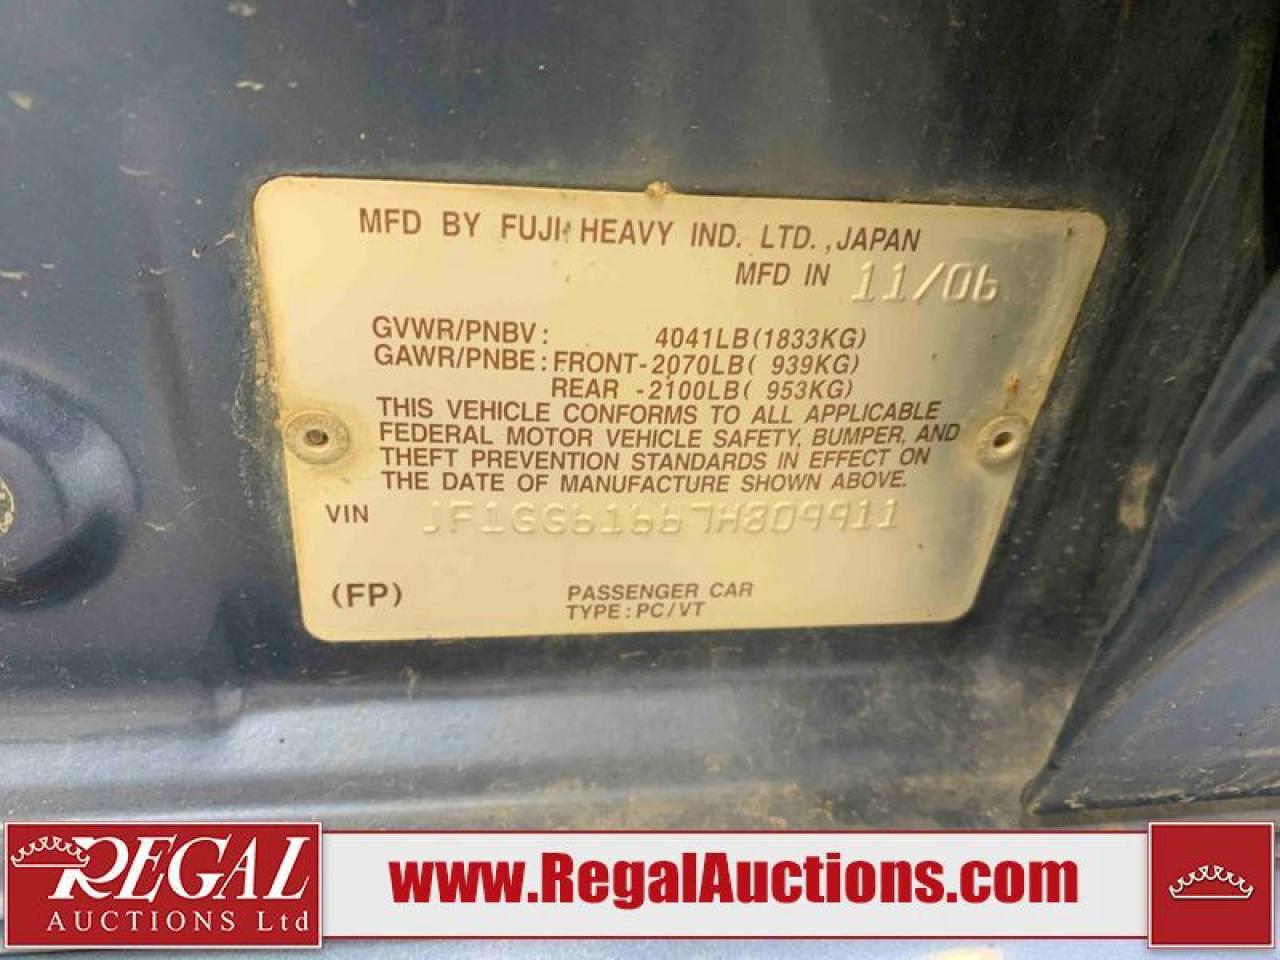 MFD BY FUJI HEAVY IND. LTD.,JAPAN
MFD IN 11/06
GVWR/PNBV: 4041LB(1833KG)
GAWR/PNBE: FRONT-2070LB( 939KG)
REAR -2100LB( 953KG)
THIS VEHICLE CONFORMS TO ALL APPLICABLE
FEDERAL MOTOR VEHICLE SAFETY, BUMPER, AND
THEFT PREVENTION STANDARDS IN EFFECT ON
THE DATE OF MANUFACTURE SHOWN ABOVE.
VIN JF1GG61667H809911
(FP) PASSENGER CAR
TYPE: PC/VT
REGAL
AUCTIONS Ltd
www.RegalAuctions.com